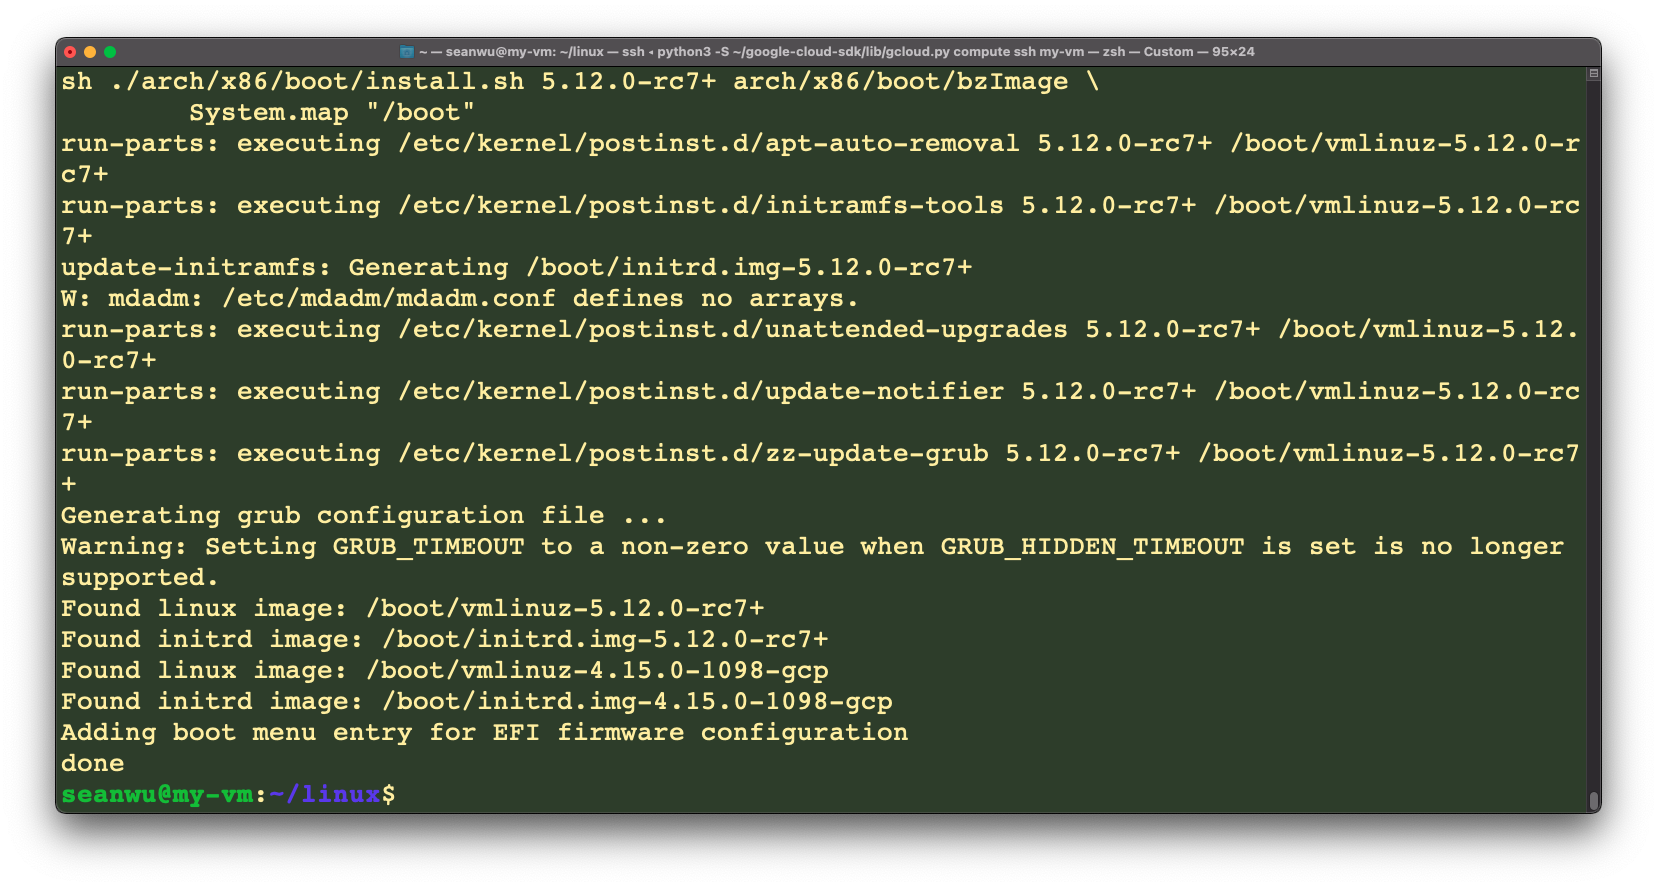 ~ — seanwu@my-vm: ~/linux — ssh ◂ python3 -S ~/google-cloud-sdk/lib/gcloud.py compute ssh my-vm — zsh — Custom — 95×24
sh ./arch/x86/boot/install.sh 5.12.0-rc7+ arch/x86/boot/bzImage \
        System.map "/boot"
run-parts: executing /etc/kernel/postinst.d/apt-auto-removal 5.12.0-rc7+ /boot/vmlinuz-5.12.0-r
c7+
run-parts: executing /etc/kernel/postinst.d/initramfs-tools 5.12.0-rc7+ /boot/vmlinuz-5.12.0-rc
7+
update-initramfs: Generating /boot/initrd.img-5.12.0-rc7+
W: mdadm: /etc/mdadm/mdadm.conf defines no arrays.
run-parts: executing /etc/kernel/postinst.d/unattended-upgrades 5.12.0-rc7+ /boot/vmlinuz-5.12.
0-rc7+
run-parts: executing /etc/kernel/postinst.d/update-notifier 5.12.0-rc7+ /boot/vmlinuz-5.12.0-rc
7+
run-parts: executing /etc/kernel/postinst.d/zz-update-grub 5.12.0-rc7+ /boot/vmlinuz-5.12.0-rc7
+
Generating grub configuration file ...
Warning: Setting GRUB_TIMEOUT to a non-zero value when GRUB_HIDDEN_TIMEOUT is set is no longer
supported.
Found linux image: /boot/vmlinuz-5.12.0-rc7+
Found initrd image: /boot/initrd.img-5.12.0-rc7+
Found linux image: /boot/vmlinuz-4.15.0-1098-gcp
Found initrd image: /boot/initrd.img-4.15.0-1098-gcp
Adding boot menu entry for EFI firmware configuration
done
seanwu@my-vm:~/linux$